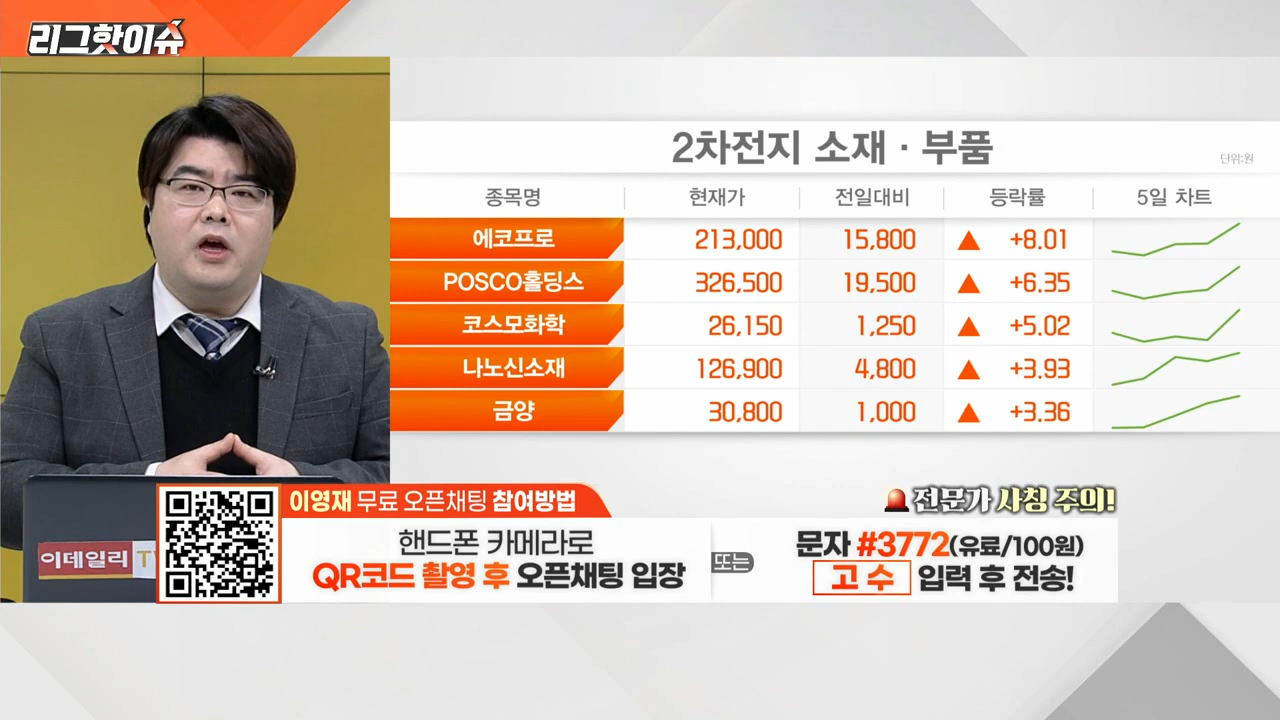 리그핫이슈
2차전지 소재 · 부품
단위:원
종목명 현재가 전일대비 등락률 5일 차트
에코프로 213,000 15,800 ▲ +8.01
POSCO홀딩스 326,500 19,500 ▲ +6.35
코스모화학 26,150 1,250 ▲ +5.02
나노신소재 126,900 4,800 ▲ +3.93
금양 30,800 1,000 ▲ +3.36
이데일리 TV
이영재 무료 오픈채팅 참여방법
핸드폰 카메라로
QR코드 촬영 후 오픈채팅 입장
또는
전문가 사칭 주의!
문자 #3772(유료/100원)
고수 입력 후 전송!